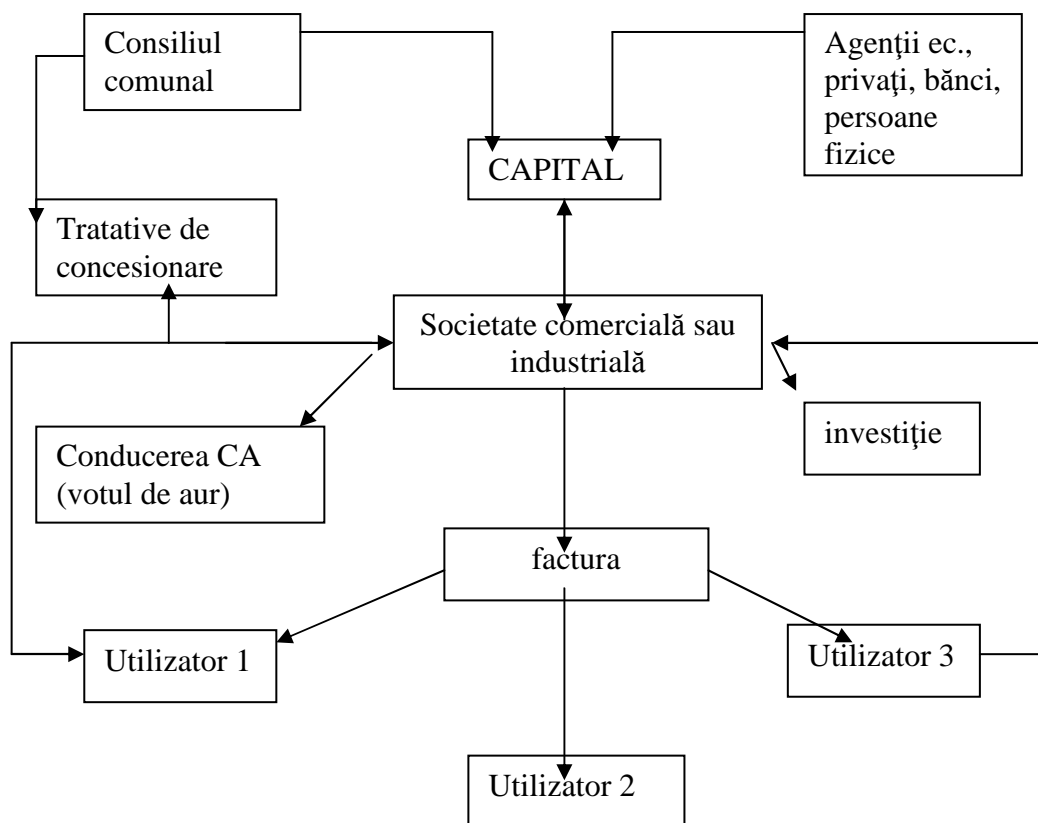 Consiliul
comunal
Agenţii ec.,
privaţi, bănci,
persoane
fizice
CAPITAL
Tratative de
concesionare
Societate comercială sau
industrială
Conducerea CA
(votul de aur)
investiţie
factura
Utilizator 1
Utilizator 3
Utilizator 2